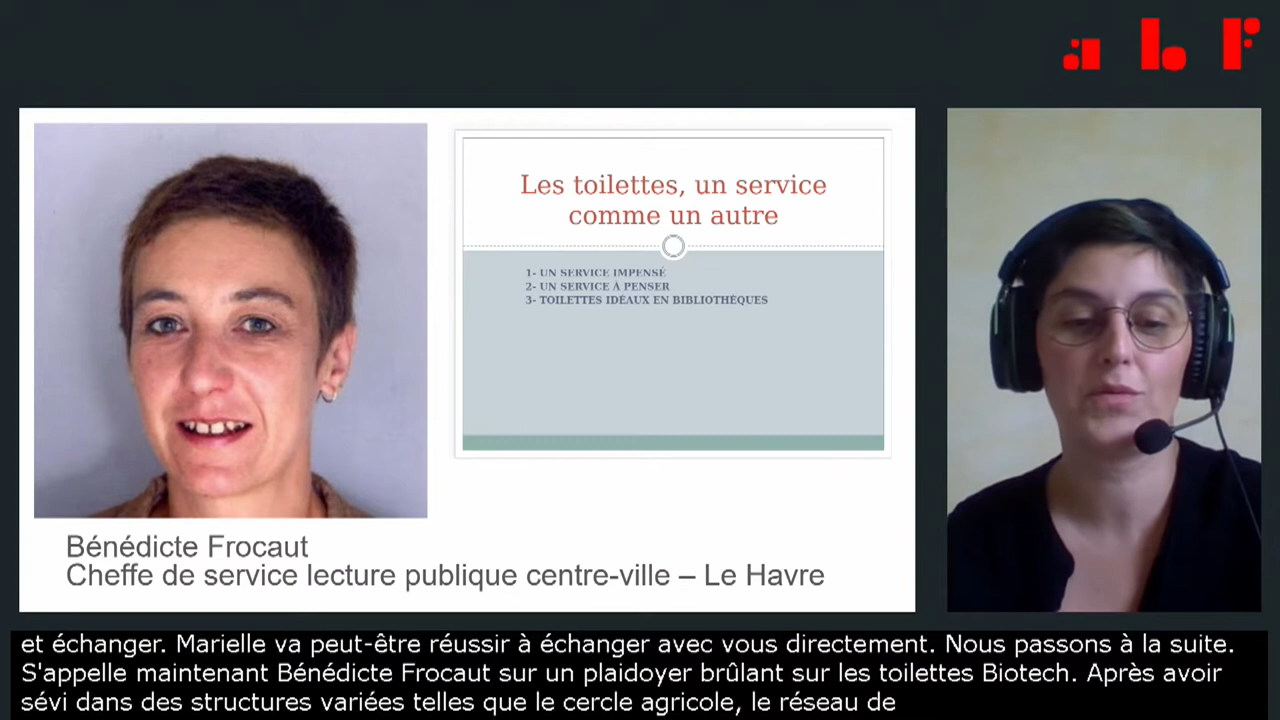 abf
Les toilettes, un service
comme un autre
1- UN SERVICE IMPENSÉ
2- UN SERVICE À PENSER
3- TOILETTES IDÉAUX EN BIBLIOTHÈQUES
Bénédicte Frocaut
Cheffe de service lecture publique centre-ville – Le Havre
et échanger. Marielle va peut-être réussir à échanger avec vous directement. Nous passons à la suite.
S'appelle maintenant Bénédicte Frocaut sur un plaidoyer brûlant sur les toilettes Biotech. Après avoir
sévi dans des structures variées telles que le cercle agricole, le réseau de